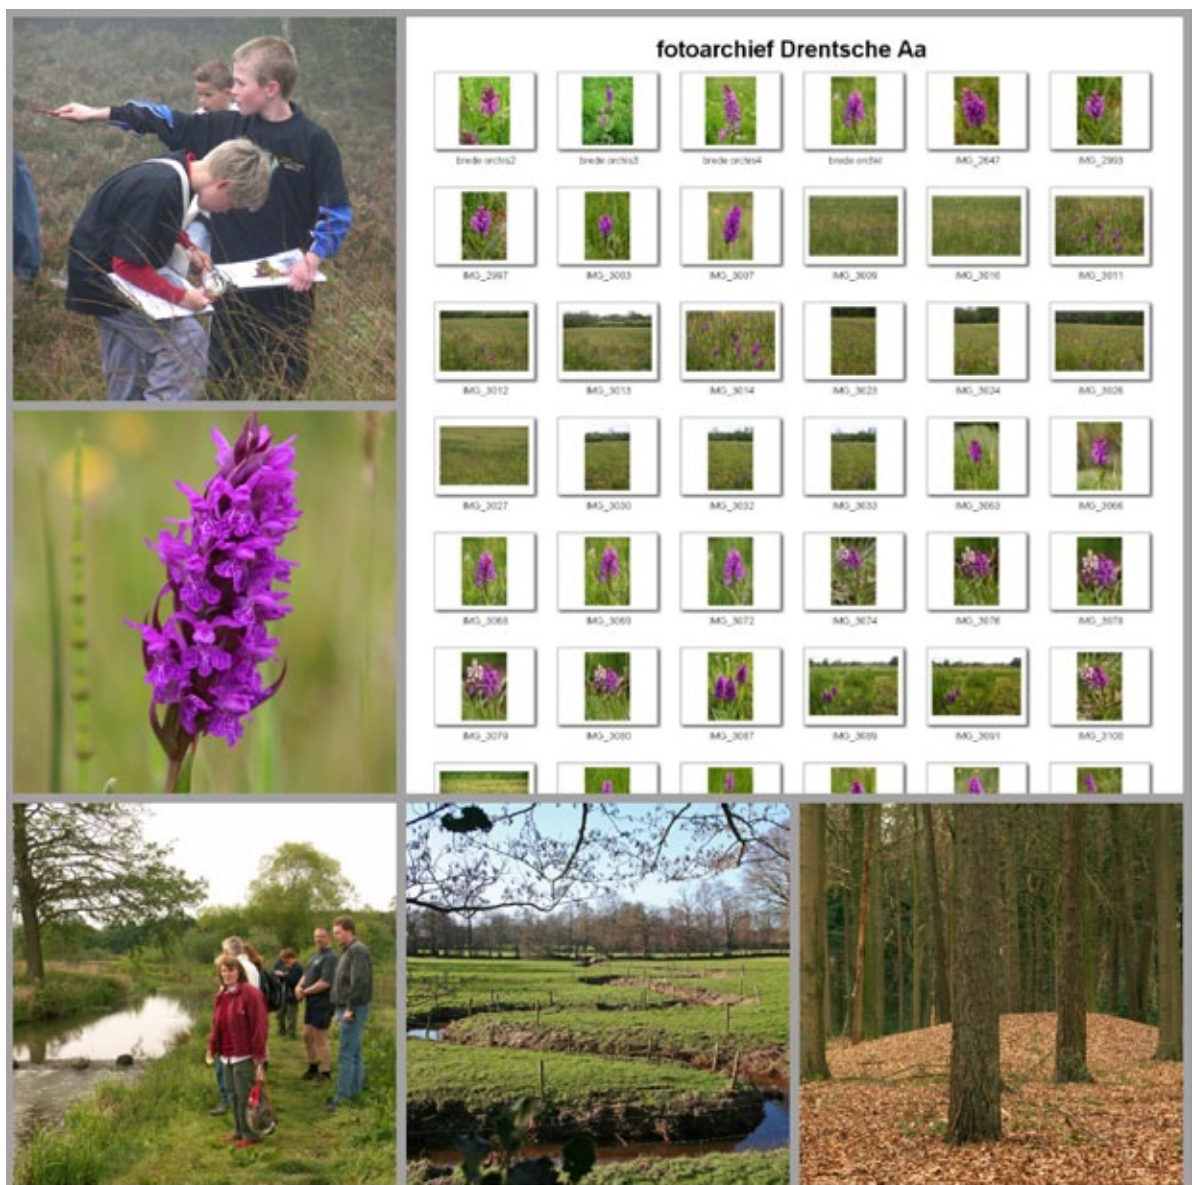 fotoarchief Drentsche Aa
brede orchis2 brede orchis3 brede orchis4 brede orchis IMG_2647 IMG_2993
IMG_2997 IMG_3003 IMG_3007 IMG_3009 IMG_3010 IMG_3011
IMG_3012 IMG_3013 IMG_3014 IMG_3023 IMG_3024 IMG_3026
IMG_3027 IMG_3030 IMG_3032 IMG_3033 IMG_3063 IMG_3066
IMG_3068 IMG_3069 IMG_3072 IMG_3074 IMG_3076 IMG_3078
IMG_3079 IMG_3080 IMG_3087 IMG_3089 IMG_3091 IMG_3100